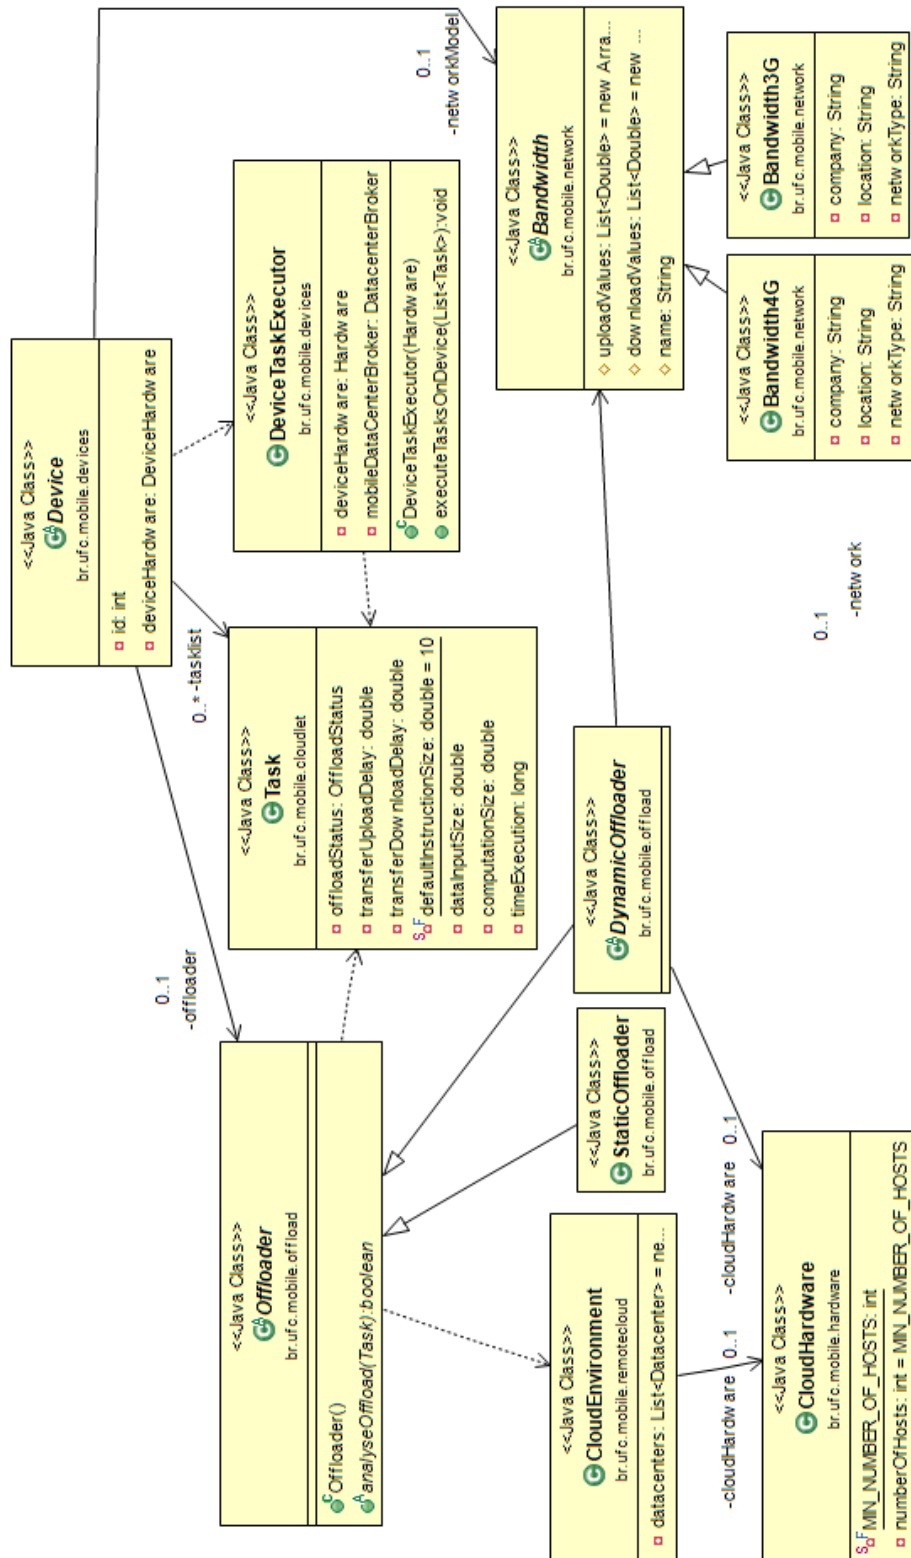 <<Java Class>>
Device
br.ufc.mobile.devices
id: int
deviceHardware: DeviceHardware
0..1
-networkModel
<<Java Class>>
DeviceTaskExecutor
br.ufc.mobile.devices
deviceHardware: Hardware
mobileDataCenterBroker: DatacenterBroker
DeviceTaskExecutor(Hardware)
executeTasksOnDevice(List<Task>):void
0..* -tasklist
0..1
-offloader
<<Java Class>>
Offloader
br.ufc.mobile.offload
Offloader()
analyseOffload(Task):boolean
<<Java Class>>
Task
br.ufc.mobile.cloudlet
offloadStatus: OffloadStatus
transferUploadDelay: double
transferDownloadDelay: double
defaultInstructionSize: double = 10
dataInputSize: double
computationSize: double
timeExecution: long
<<Java Class>>
Bandwidth
br.ufc.mobile.network
uploadValues: List<Double> = new Arra...
downloadValues: List<Double> = new ...
name: String
<<Java Class>>
CloudEnvironment
br.ufc.mobile.remotecloud
datacenters: List<Datacenter> = ne...
<<Java Class>>
StaticOffloader
br.ufc.mobile.offload
<<Java Class>>
DynamicOffloader
br.ufc.mobile.offload
-cloudHardware 0..1
-cloudHardware 0..1
0..1
-network
<<Java Class>>
Bandwidth4G
br.ufc.mobile.network
company: String
location: String
networkType: String
<<Java Class>>
Bandwidth3G
br.ufc.mobile.network
company: String
location: String
networkType: String
<<Java Class>>
CloudHardware
br.ufc.mobile.hardware
MIN_NUMBER_OF_HOSTS: int
numberOfHosts: int = MIN_NUMBER_OF_HOSTS